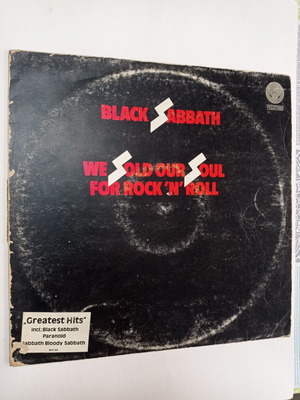 BLACK SABBATH
WE SOLD OUR SOUL
FOR ROCK 'N' ROLL
„Greatest Hits"
incl. Black Sabbath
Paranoid
Sabbath Bloody Sabbath